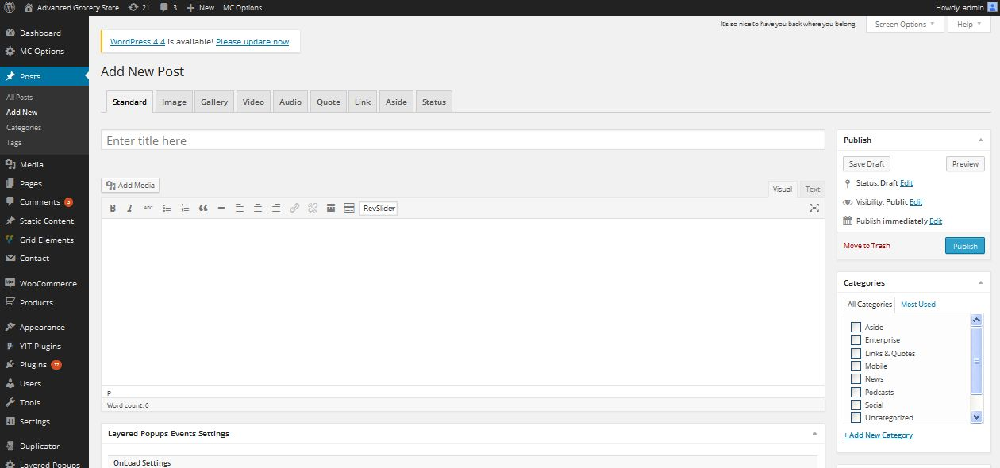 Advanced Grocery Store 21 3 New MC Options Howdy, admin
It's so nice to have you back where you belong Screen Options Help
Dashboard
MC Options
Posts
All Posts
Add New
Categories
Tags
Media
Pages
Comments 3
Static Content
Grid Elements
Contact
WooCommerce
Products
Appearance
YIT Plugins
Plugins 17
Users
Tools
Settings
Duplicator
Layered Popups
WordPress 4.4 is available! Please update now.
Add New Post
Standard Image Gallery Video Audio Quote Link Aside Status
Enter title here
Add Media
Visual Text
B I ABC RevSlider
P
Word count: 0
Layered Popups Events Settings
OnLoad Settings
Publish
Save Draft Preview
Status: Draft Edit
Visibility: Public Edit
Publish immediately Edit
Move to Trash Publish
Categories
All Categories Most Used
Aside
Enterprise
Links & Quotes
Mobile
News
Podcasts
Social
Uncategorized
+ Add New Category